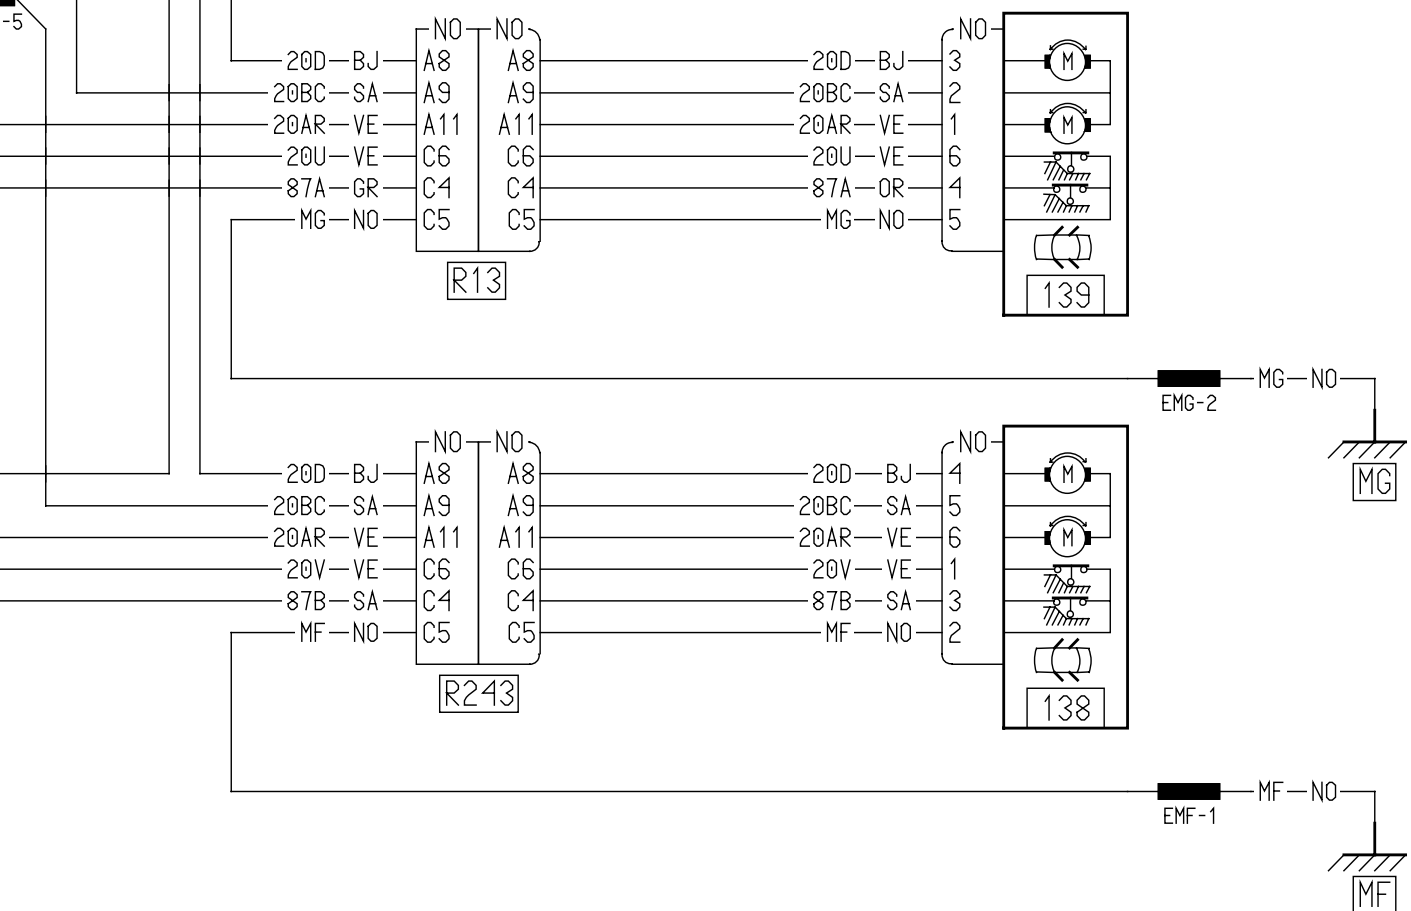 -5
NO NO NO
20D BJ A8 A8 20D BJ 3 M
20BC SA A9 A9 20BC SA 2
20AR VE A11 A11 20AR VE 1 M
20U VE C6 C6 20U VE 6
87A GR C4 C4 87A OR 4
MG NO C5 C5 MG NO 5
R13
139
MG NO
EMG-2
MG
NO NO NO
20D BJ A8 A8 20D BJ 4 M
20BC SA A9 A9 20BC SA 5
20AR VE A11 A11 20AR VE 6 M
20V VE C6 C6 20V VE 1
87B SA C4 C4 87B SA 3
MF NO C5 C5 MF NO 2
R243
138
MF NO
EMF-1
MF